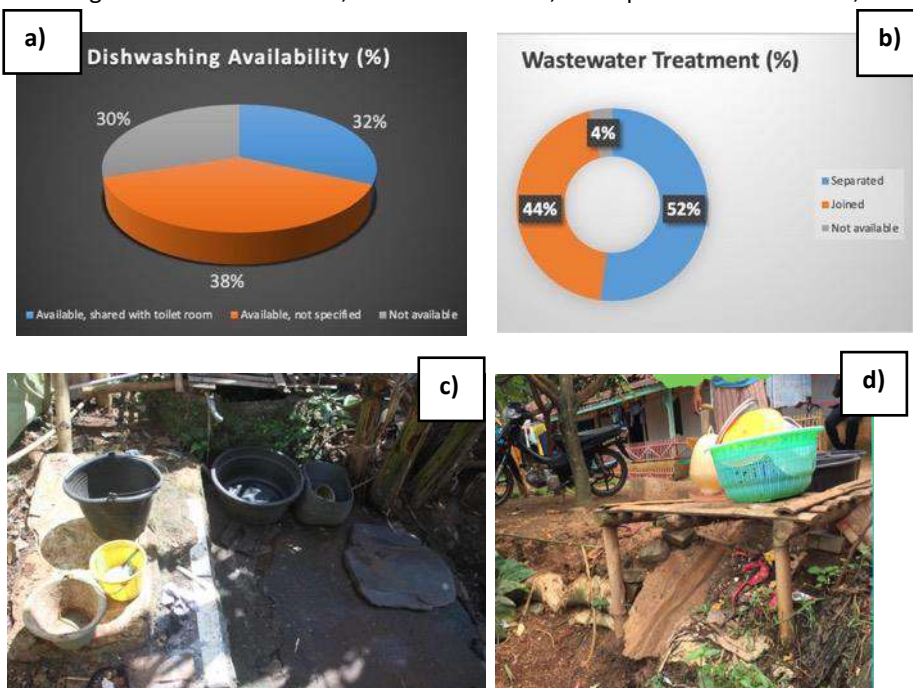 a)
Dishwashing Availability (%)
30%
32%
38%
Available, shared with toilet room
Available, not specified
Not available
b)
Wastewater Treatment (%)
4%
44%
52%
Separated
Joined
Not available
c)
d)